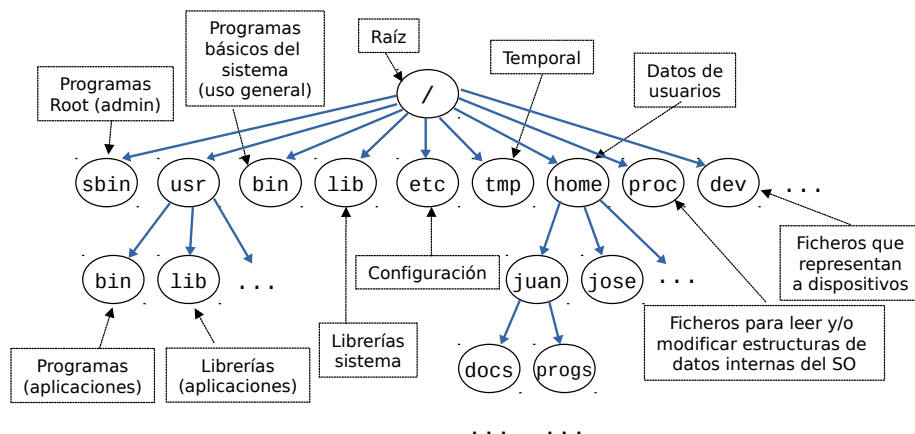 Programas
básicos del
sistema
(uso general)
Raíz
Temporal
Datos de
usuarios
Programas
Root (admin)
/
sbin
usr
bin
lib
etc
tmp
home
proc
dev
...
bin
lib
...
Configuración
juan
jose
...
Ficheros que
representan
a dispositivos
Programas
(aplicaciones)
Librerías
(aplicaciones)
Librerías
sistema
docs
progs
Ficheros para leer y/o
modificar estructuras de
datos internas del SO
...
...